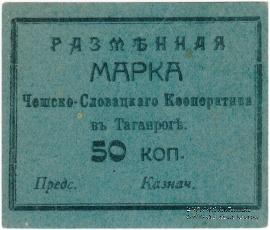 РАЗМѢННАЯ
МАРКА
Чешско-Словацкаго Кооператива
въ Таганрогѣ.
50 коп.
Предс. Казнач.